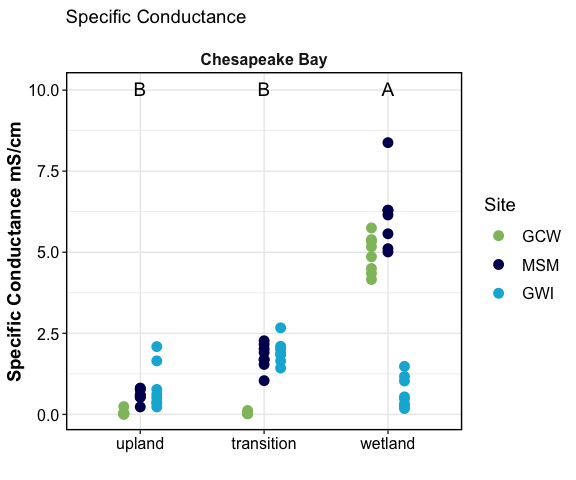 Specific Conductance
Chesapeake Bay
Specific Conductance mS/cm
10.0
7.5
5.0
2.5
0.0
B B A
upland transition wetland
Site
GCW
MSM
GWI